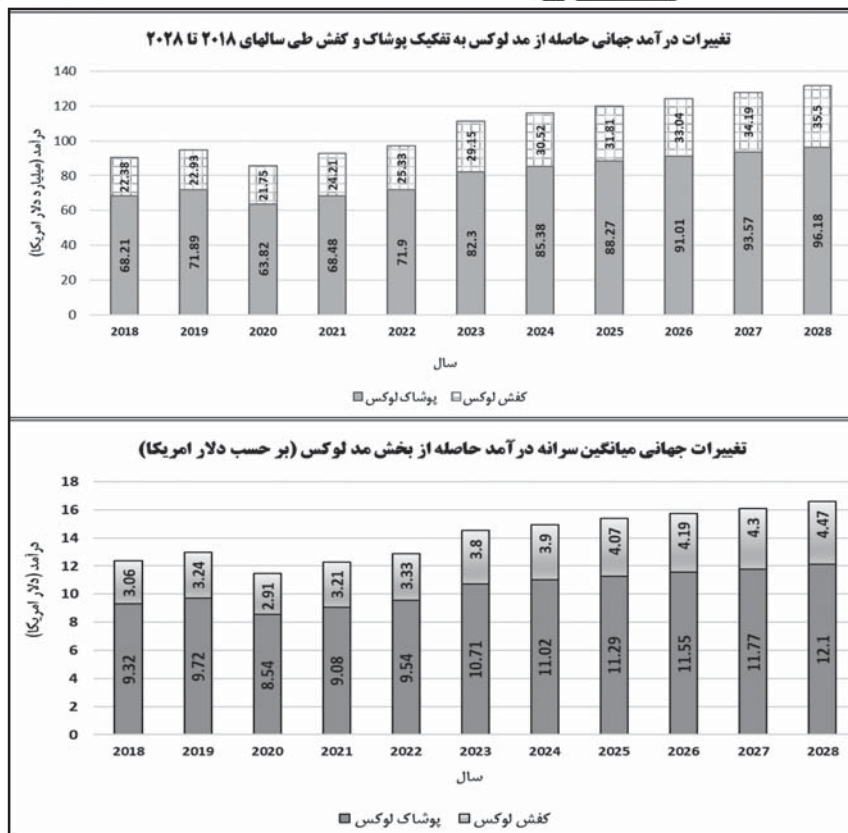 تغییرات درآمد جهانی حاصله از مد لوکس به تفکیک پوشاک و کفش طی سالهای ۲۰۱۸ تا ۲۰۲۸
درآمد (میلیارد دلار امریکا)
140
120
100
80
60
40
20
0
22.38 22.93 21.75 24.21 25.33 29.15 30.52 31.81 33.04 34.19 35.5
68.21 71.89 63.82 68.48 71.9 82.3 85.38 88.27 91.01 93.57 96.18
2018 2019 2020 2021 2022 2023 2024 2025 2026 2027 2028
سال
پوشاک لوکس کفش لوکس
تغییرات جهانی میانگین سرانه درآمد حاصله از بخش مد لوکس (بر حسب دلار امریکا)
درآمد (دلار امریکا)
18
16
14
12
10
8
6
4
2
0
3.06 3.24 2.91 3.21 3.33 3.8 3.9 4.07 4.19 4.3 4.47
9.32 9.72 8.54 9.08 9.54 10.71 11.02 11.29 11.55 11.77 12.1
2018 2019 2020 2021 2022 2023 2024 2025 2026 2027 2028
سال
پوشاک لوکس کفش لوکس